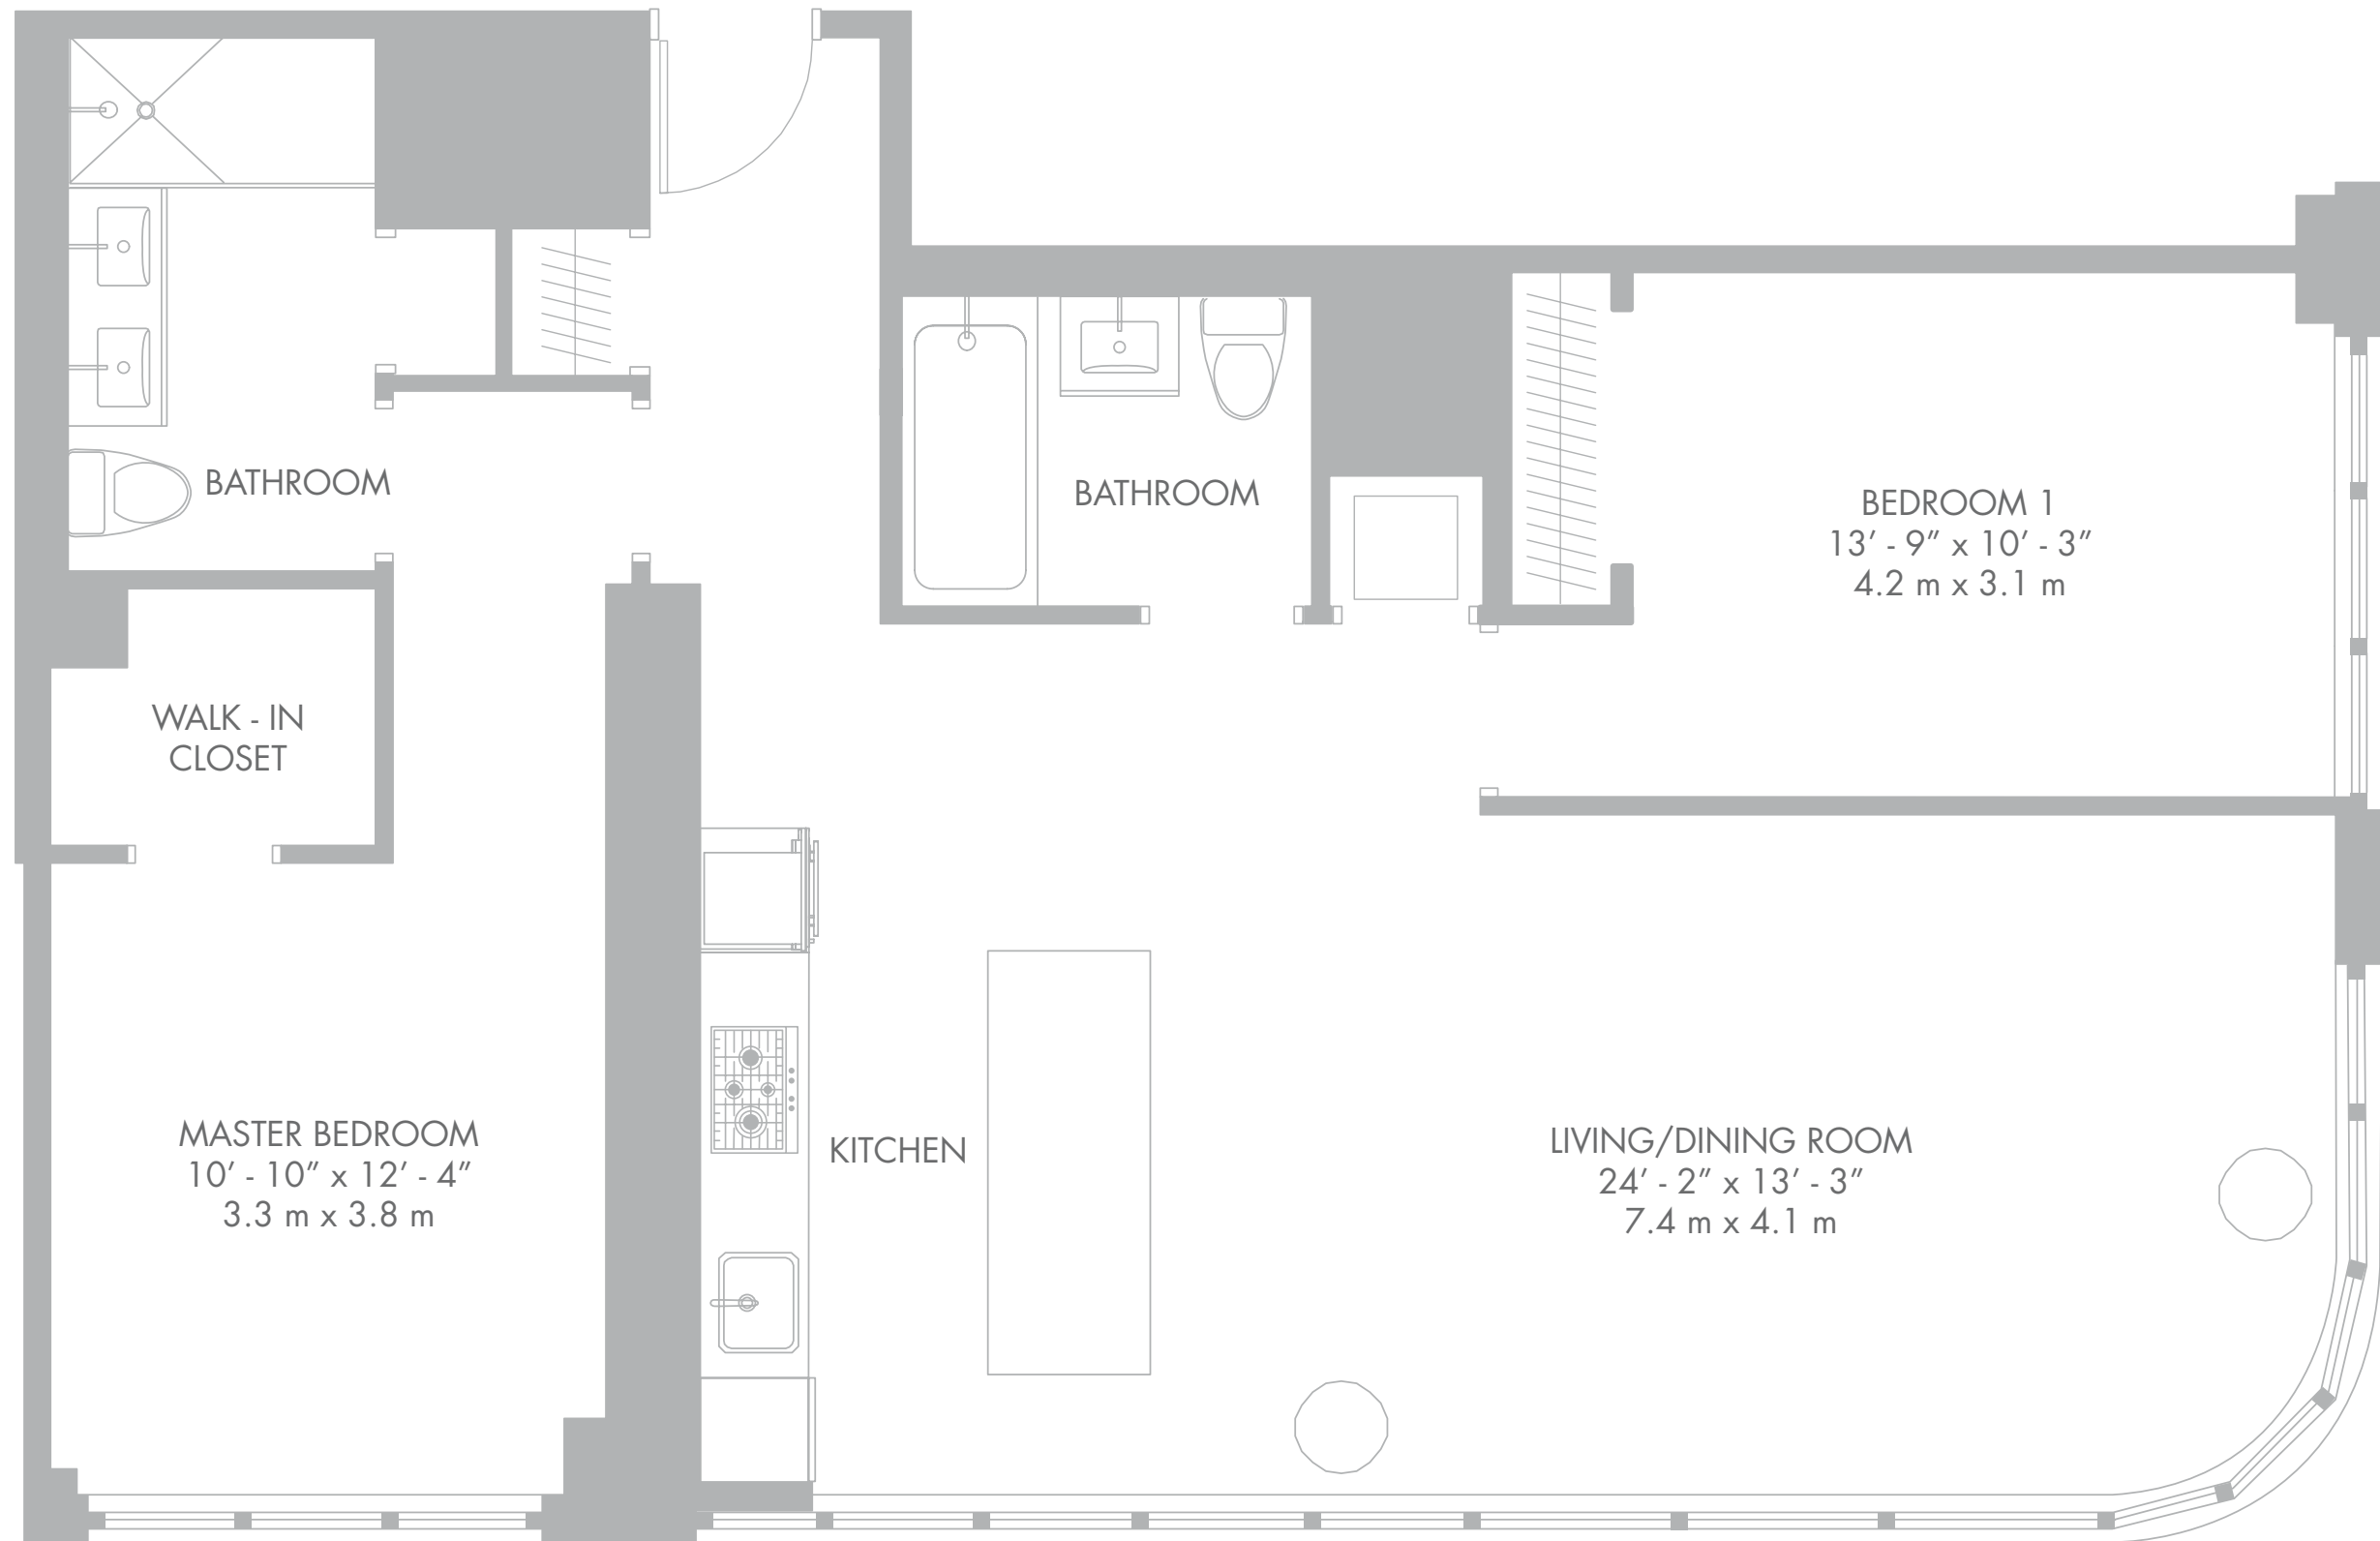 BATHROOM
BATHROOM
BEDROOM 1
13’ - 9” x 10’ - 3”
4.2 m x 3.1 m
WALK - IN
CLOSET
MASTER BEDROOM
10’ - 10” x 12’ - 4”
3.3 m x 3.8 m
KITCHEN
LIVING/DINING ROOM
24’ - 2” x 13’ - 3”
7.4 m x 4.1 m